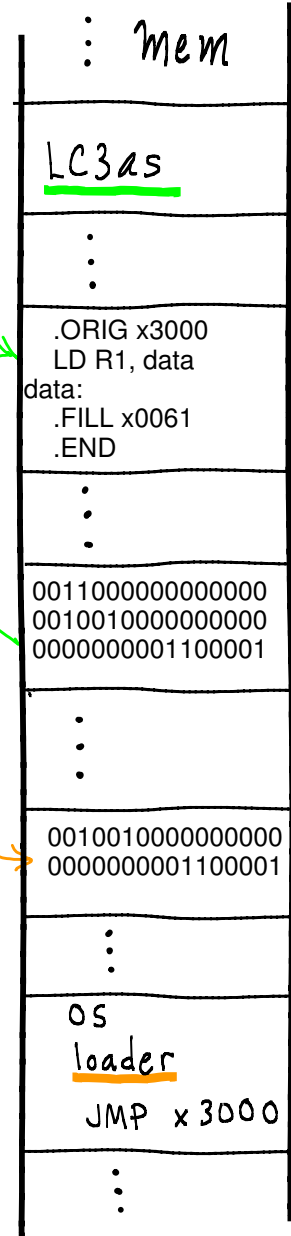 mem
LC3as
.ORIG x3000
LD R1, data
data:
.FILL x0061
.END
0011000000000000
0010010000000000
0000000001100001
0010010000000000
0000000001100001
OS
loader
JMP x3000